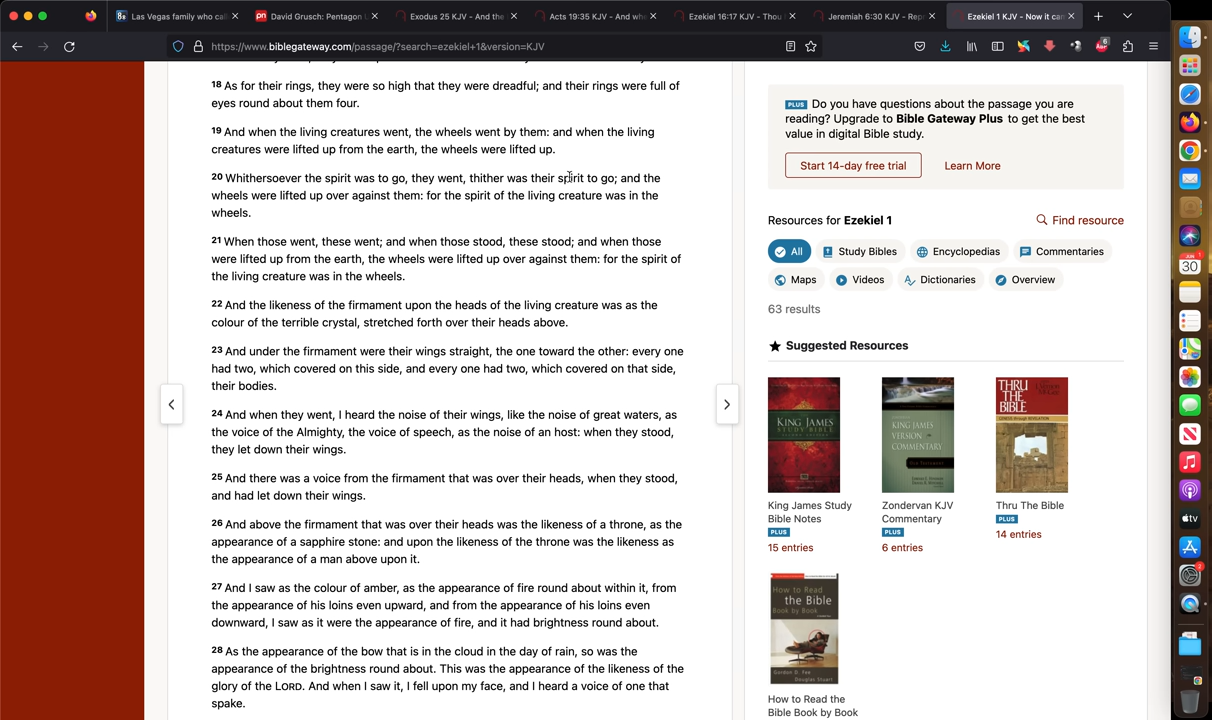 Las Vegas family who cal
David Grusch: Pentagon
Exodus 25 KJV - And the
Acts 19:35 KJV - And whe
Ezekiel 16:17 KJV - Thou
Jeremiah 6:30 KJV - Rep
Ezekiel 1 KJV - Now it can
https://www.biblegateway.com/passage/?search=ezekiel+1&version=KJV
18 As for their rings, they were so high that they were dreadful; and their rings were full of
eyes round about them four.
19 And when the living creatures went, the wheels went by them: and when the living
creatures were lifted up from the earth, the wheels were lifted up.
20 Whithersoever the spirit was to go, they went, thither was their spirit to go; and the
wheels were lifted up over against them: for the spirit of the living creature was in the
wheels.
21 When those went, these went; and when those stood, these stood; and when those
were lifted up from the earth, the wheels were lifted up over against them: for the spirit of
the living creature was in the wheels.
22 And the likeness of the firmament upon the heads of the living creature was as the
colour of the terrible crystal, stretched forth over their heads above.
23 And under the firmament were their wings straight, the one toward the other: every one
had two, which covered on this side, and every one had two, which covered on that side,
their bodies.
24 And when they went, I heard the noise of their wings, like the noise of great waters, as
the voice of the Almighty, the voice of speech, as the noise of an host: when they stood,
they let down their wings.
25 And there was a voice from the firmament that was over their heads, when they stood,
and had let down their wings.
26 And above the firmament that was over their heads was the likeness of a throne, as the
appearance of a sapphire stone: and upon the likeness of the throne was the likeness as
the appearance of a man above upon it.
27 And I saw as the colour of amber, as the appearance of fire round about within it, from
the appearance of his loins even upward, and from the appearance of his loins even
downward, I saw as it were the appearance of fire, and it had brightness round about.
28 As the appearance of the bow that is in the cloud in the day of rain, so was the
appearance of the brightness round about. This was the appearance of the likeness of the
glory of the LORD. And when I saw it, I fell upon my face, and I heard a voice of one that
spake.
PLUS Do you have questions about the passage you are
reading? Upgrade to Bible Gateway Plus to get the best
value in digital Bible study.
Start 14-day free trial
Learn More
Resources for Ezekiel 1
Find resource
All
Study Bibles
Encyclopedias
Commentaries
Maps
Videos
Dictionaries
Overview
63 results
Suggested Resources
KING JAMES
STUDY BIBLE
KING JAMES
VERSION
COMMENTARY
THRU
THE
BIBLE
King James Study
Bible Notes
PLUS
15 entries
Zondervan KJV
Commentary
PLUS
6 entries
Thru The Bible
PLUS
14 entries
How to Read
the Bible
Book by Book
Gordon D. Fee
Douglas Stuart
How to Read the
Bible Book by Book
JUN
30
tv